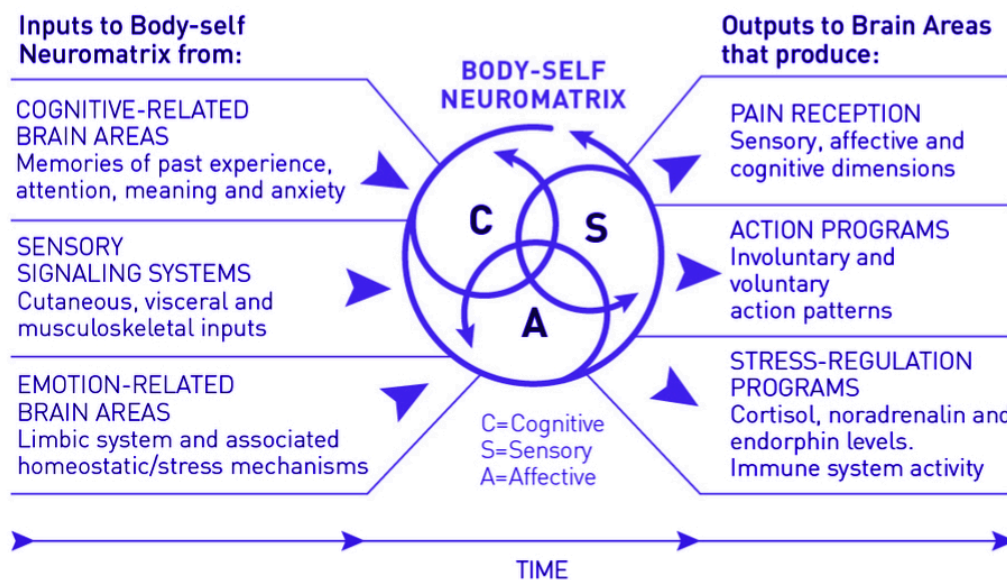 Inputs to Body-self
Neuromatrix from:
COGNITIVE-RELATED
BRAIN AREAS
Memories of past experience,
attention, meaning and anxiety
SENSORY
SIGNALING SYSTEMS
Cutaneous, visceral and
musculoskeletal inputs
EMOTION-RELATED
BRAIN AREAS
Limbic system and associated
homeostatic/stress mechanisms
BODY-SELF
NEUROMATRIX
C
S
A
C=Cognitive
S=Sensory
A=Affective
Outputs to Brain Areas
that produce:
PAIN RECEPTION
Sensory, affective and
cognitive dimensions
ACTION PROGRAMS
Involuntary and
voluntary
action patterns
STRESS-REGULATION
PROGRAMS
Cortisol, noradrenalin and
endorphin levels.
Immune system activity
TIME